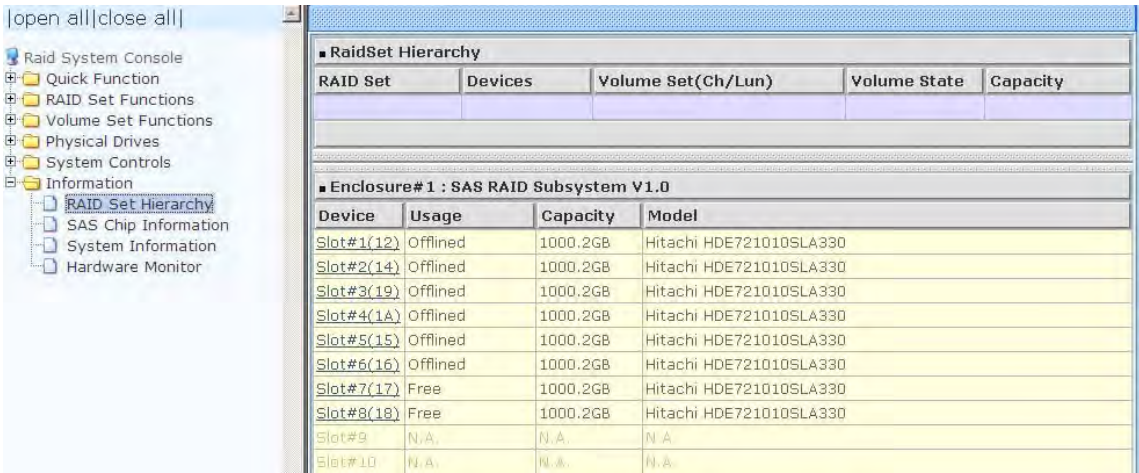 |open all|close all|
Raid System Console
Quick Function
RAID Set Functions
Volume Set Functions
Physical Drives
System Controls
Information
RAID Set Hierarchy
SAS Chip Information
System Information
Hardware Monitor
RaidSet Hierarchy
RAID Set Devices Volume Set(Ch/Lun) Volume State Capacity
Enclosure#1 : SAS RAID Subsystem V1.0
Device Usage Capacity Model
Slot#1(12) Offlined 1000.2GB Hitachi HDE721010SLA330
Slot#2(14) Offlined 1000.2GB Hitachi HDE721010SLA330
Slot#3(19) Offlined 1000.2GB Hitachi HDE721010SLA330
Slot#4(1A) Offlined 1000.2GB Hitachi HDE721010SLA330
Slot#5(15) Offlined 1000.2GB Hitachi HDE721010SLA330
Slot#6(16) Offlined 1000.2GB Hitachi HDE721010SLA330
Slot#7(17) Free 1000.2GB Hitachi HDE721010SLA330
Slot#8(18) Free 1000.2GB Hitachi HDE721010SLA330
Slot#9 N.A. N.A. N.A.
Slot#10 N.A. N.A. N.A.